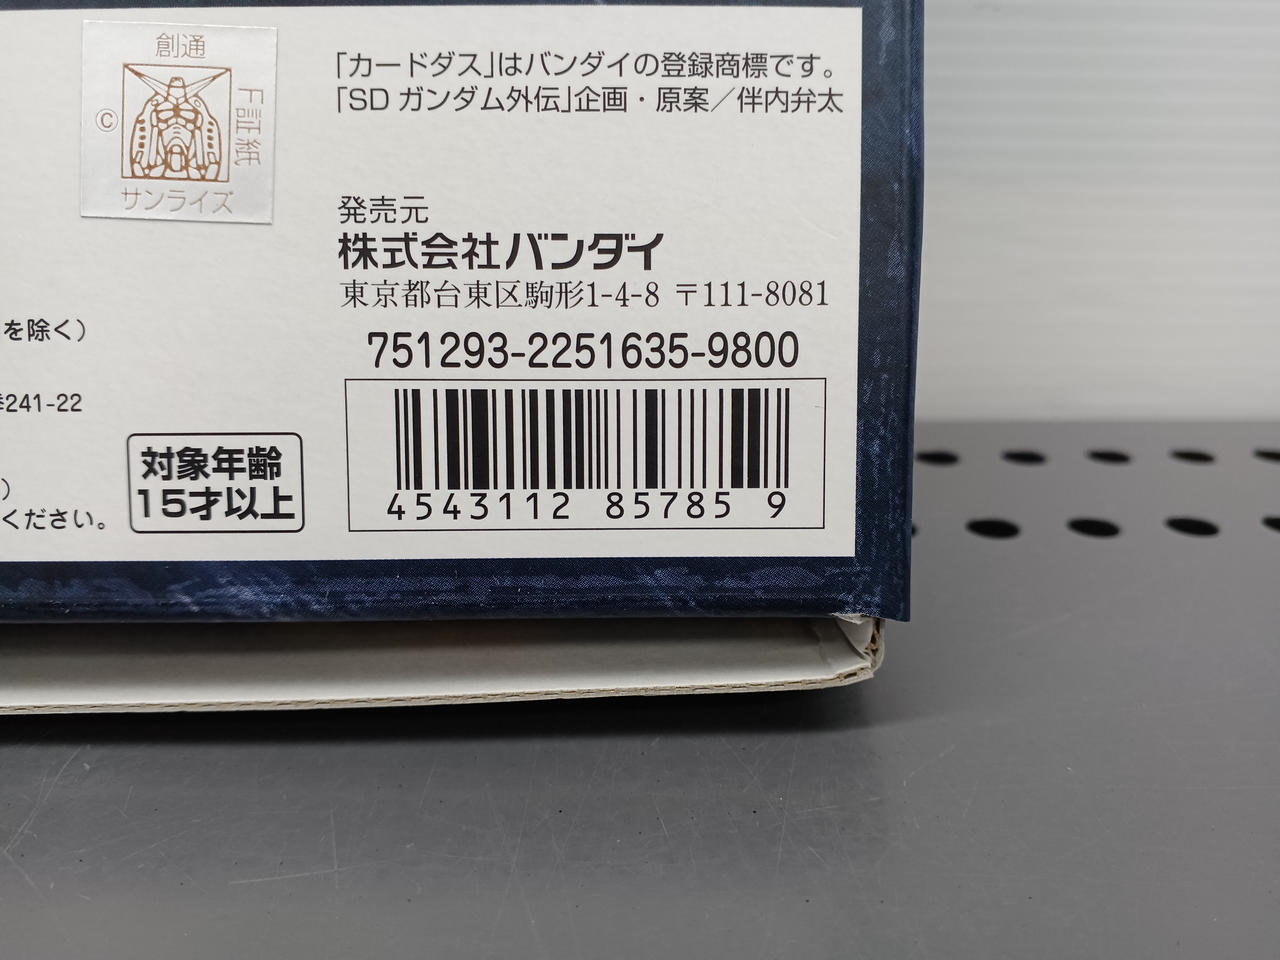 創通
©
F証紙
サンライズ
「カードダス」はバンダイの登録商標です。
「SD ガンダム外伝」企画・原案／伴内弁太
発売元
株式会社バンダイ
東京都台東区駒形1-4-8 〒111-8081
751293-2251635-9800
4543112 85785 9
を除く）
241-22
）
ください。
対象年齢
15才以上